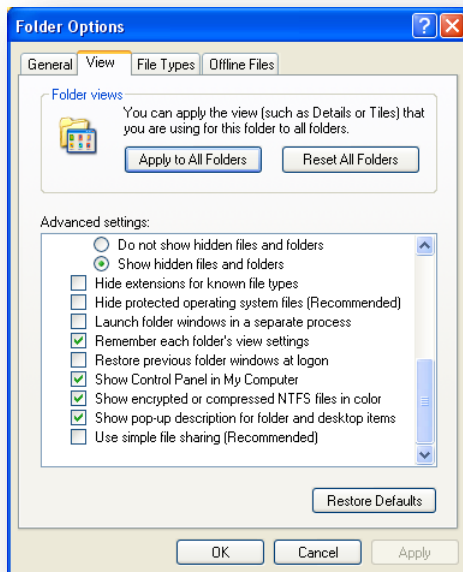 Folder Options
General View File Types Offline Files
Folder views
You can apply the view (such as Details or Tiles) that
you are using for this folder to all folders.
Apply to All Folders Reset All Folders
Advanced settings:
Do not show hidden files and folders
Show hidden files and folders
Hide extensions for known file types
Hide protected operating system files (Recommended)
Launch folder windows in a separate process
Remember each folder's view settings
Restore previous folder windows at logon
Show Control Panel in My Computer
Show encrypted or compressed NTFS files in color
Show pop-up description for folder and desktop items
Use simple file sharing (Recommended)
Restore Defaults
OK Cancel Apply